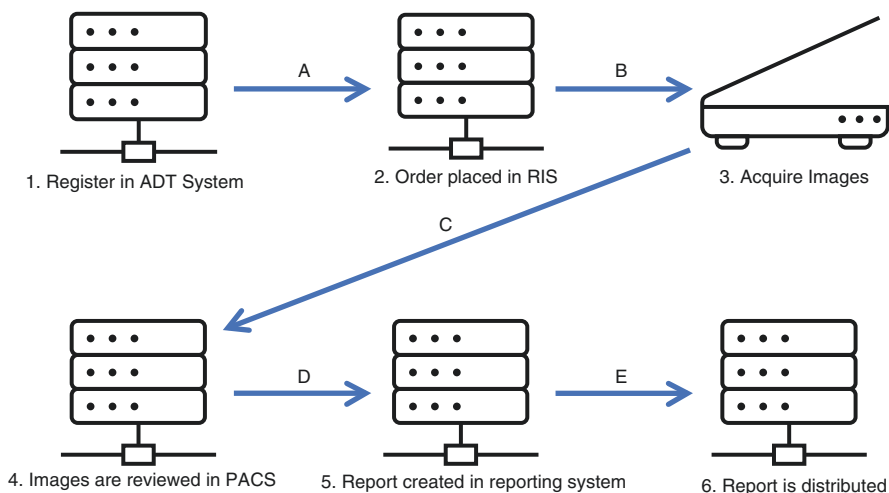 A
B
1. Register in ADT System
2. Order placed in RIS
3. Acquire Images
C
D
E
4. Images are reviewed in PACS
5. Report created in reporting system
6. Report is distributed